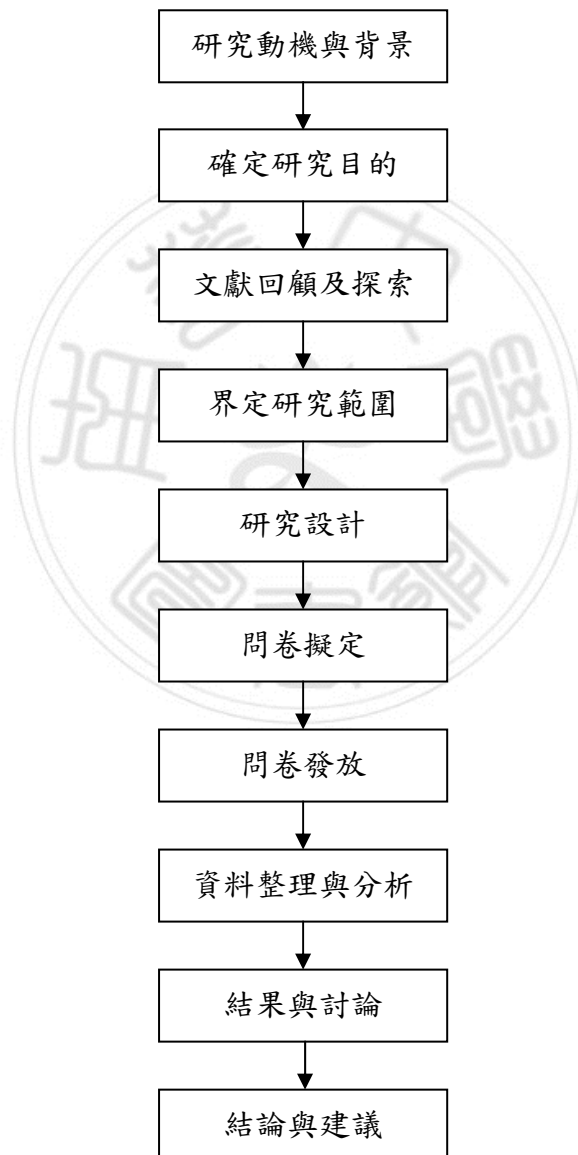 研究動機與背景
確定研究目的
文獻回顧及探索
界定研究範圍
研究設計
問卷擬定
問卷發放
資料整理與分析
結果與討論
結論與建議